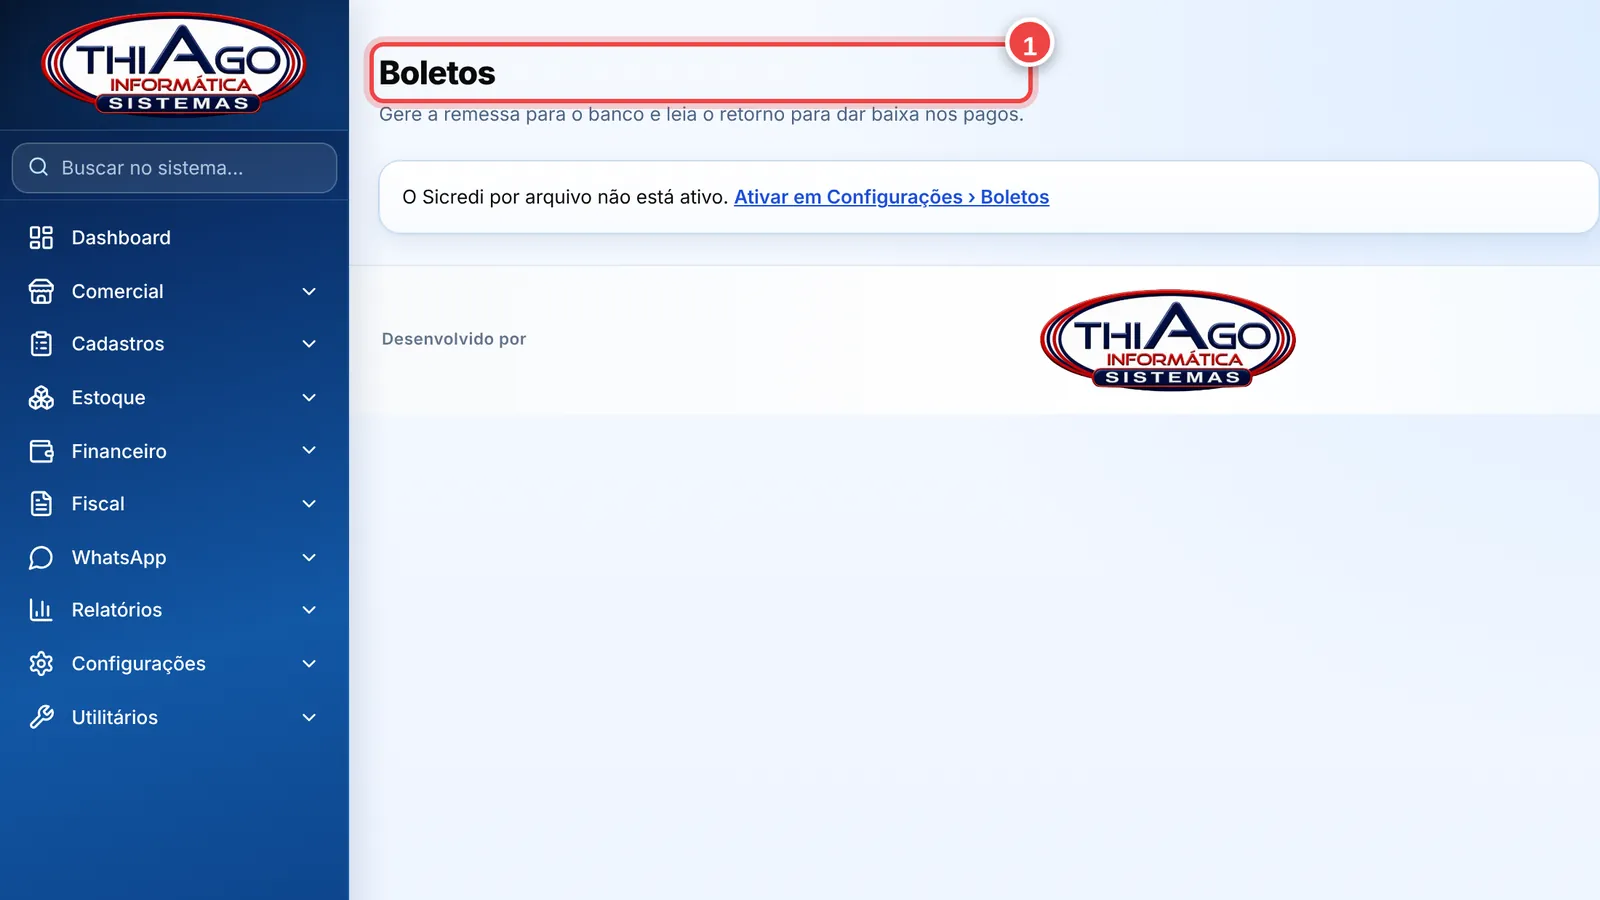 THIAGO
INFORMÁTICA
SISTEMAS
Buscar no sistema...
Dashboard
Comercial
Cadastros
Estoque
Financeiro
Fiscal
WhatsApp
Relatórios
Configurações
Utilitários
1
Boletos
Gere a remessa para o banco e leia o retorno para dar baixa nos pagos.
O Sicredi por arquivo não está ativo. Ativar em Configurações › Boletos
Desenvolvido por
THIAGO
INFORMÁTICA
SISTEMAS